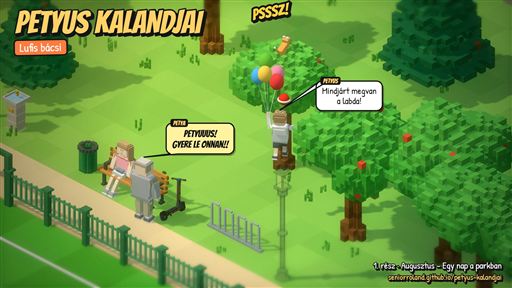 PETYUS KALANDJAI
Lufis bácsi
PSSSZ!
PETYUS
Mindjárt megvan
a labda!
PETYA
PETYUUUS!
GYERE LE ONNAN!!
1. rész - Augusztus - Egy nap a parkban
seniorroland.github.io/petyus-kalandjai